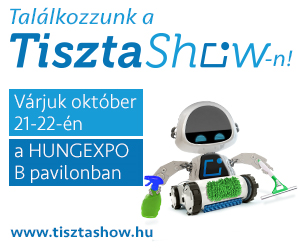 Találkozzunk a
TisztaShow-n!
Várjuk október
21-22-én
a HUNGEXPO
B pavilonban
www.tisztashow.hu